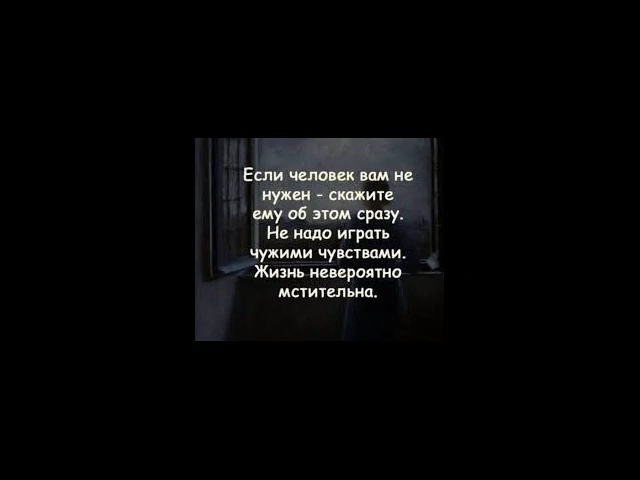 Если человек вам не
нужен - скажите
ему об этом сразу.
Не надо играть
чужими чувствами.
Жизнь невероятно
мстительна.